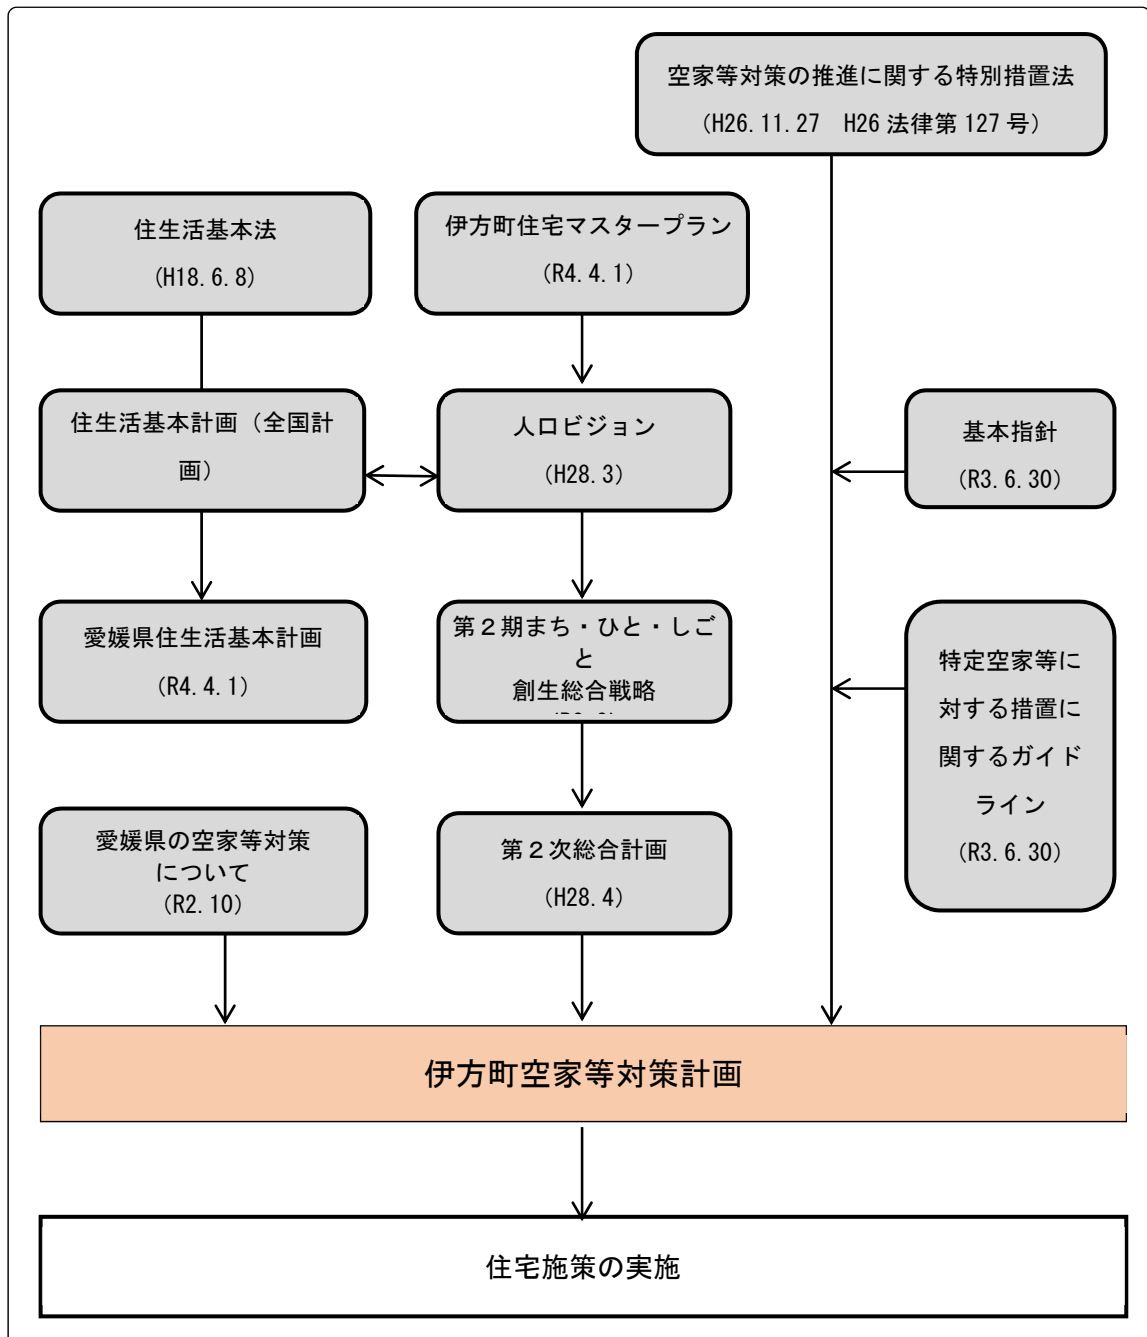 空家等対策の推進に関する特別措置法
（H26.11.27　H26 法律第 127 号）
住生活基本法
（H18.6.8）
伊方町住宅マスタープラン
（R4.4.1）
住生活基本計画（全国計
画）
人口ビジョン
（H28.3）
基本指針
（R3.6.30）
愛媛県住生活基本計画
（R4.4.1）
第２期まち・ひと・しご
と
創生総合戦略
特定空家等に
対する措置に
関するガイド
ライン
（R3.6.30）
愛媛県の空家等対策
について
（R2.10）
第２次総合計画
（H28.4）
伊方町空家等対策計画
住宅施策の実施